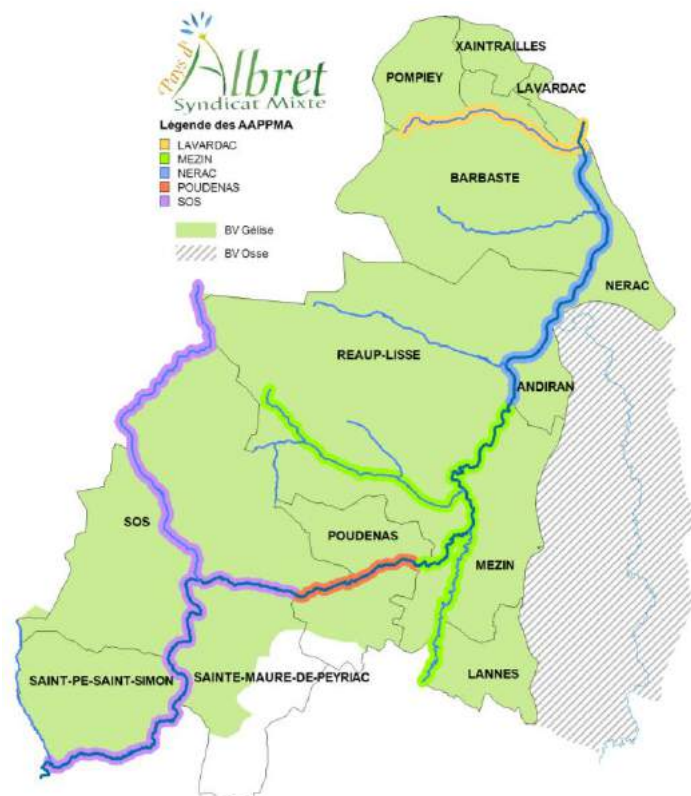 Pays d'
Albret
Syndicat Mixte
Légende des AAPPMA
LAVARDAC
MEZIN
NERAC
POUDENAS
SOS
BV Gélise
BV Osse
XAINTRAILLES
POMPIEY
LAVARDAC
BARBASTE
NERAC
REAUP-LISSE
ANDIRAN
SOS
POUDENAS
MEZIN
SAINT-PE-SAINT-SIMON
SAINTE-MAURE-DE-PEYRIAC
LANNES